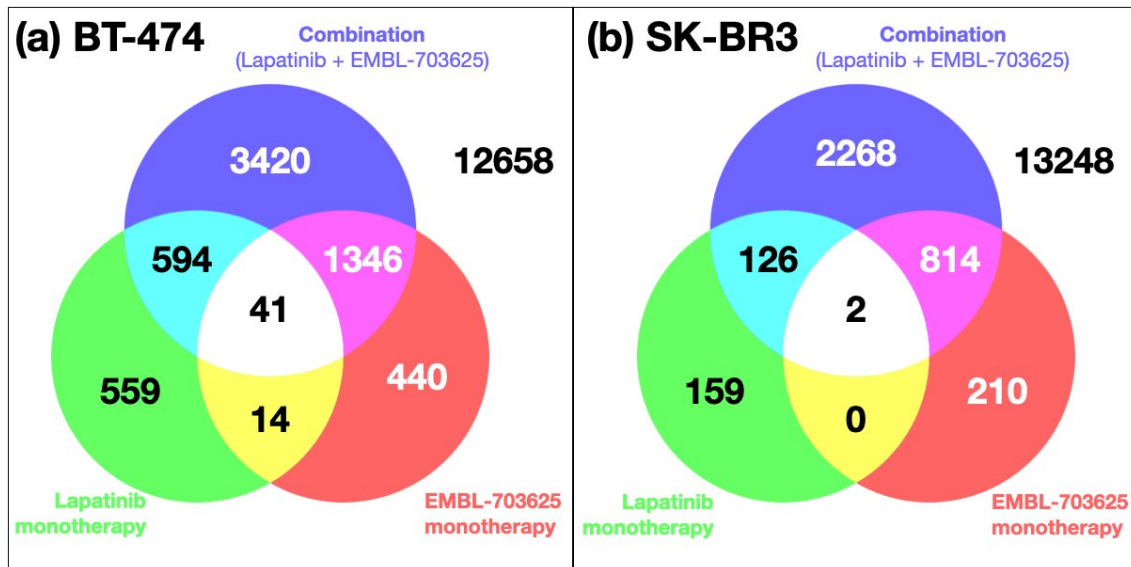 (a) BT-474
Combination
(Lapatinib + EMBL-703625)
3420
12658
594
1346
41
559
440
14
Lapatinib
monotherapy
EMBL-703625
monotherapy
(b) SK-BR3
Combination
(Lapatinib + EMBL-703625)
2268
13248
126
814
2
159
210
0
Lapatinib
monotherapy
EMBL-703625
monotherapy